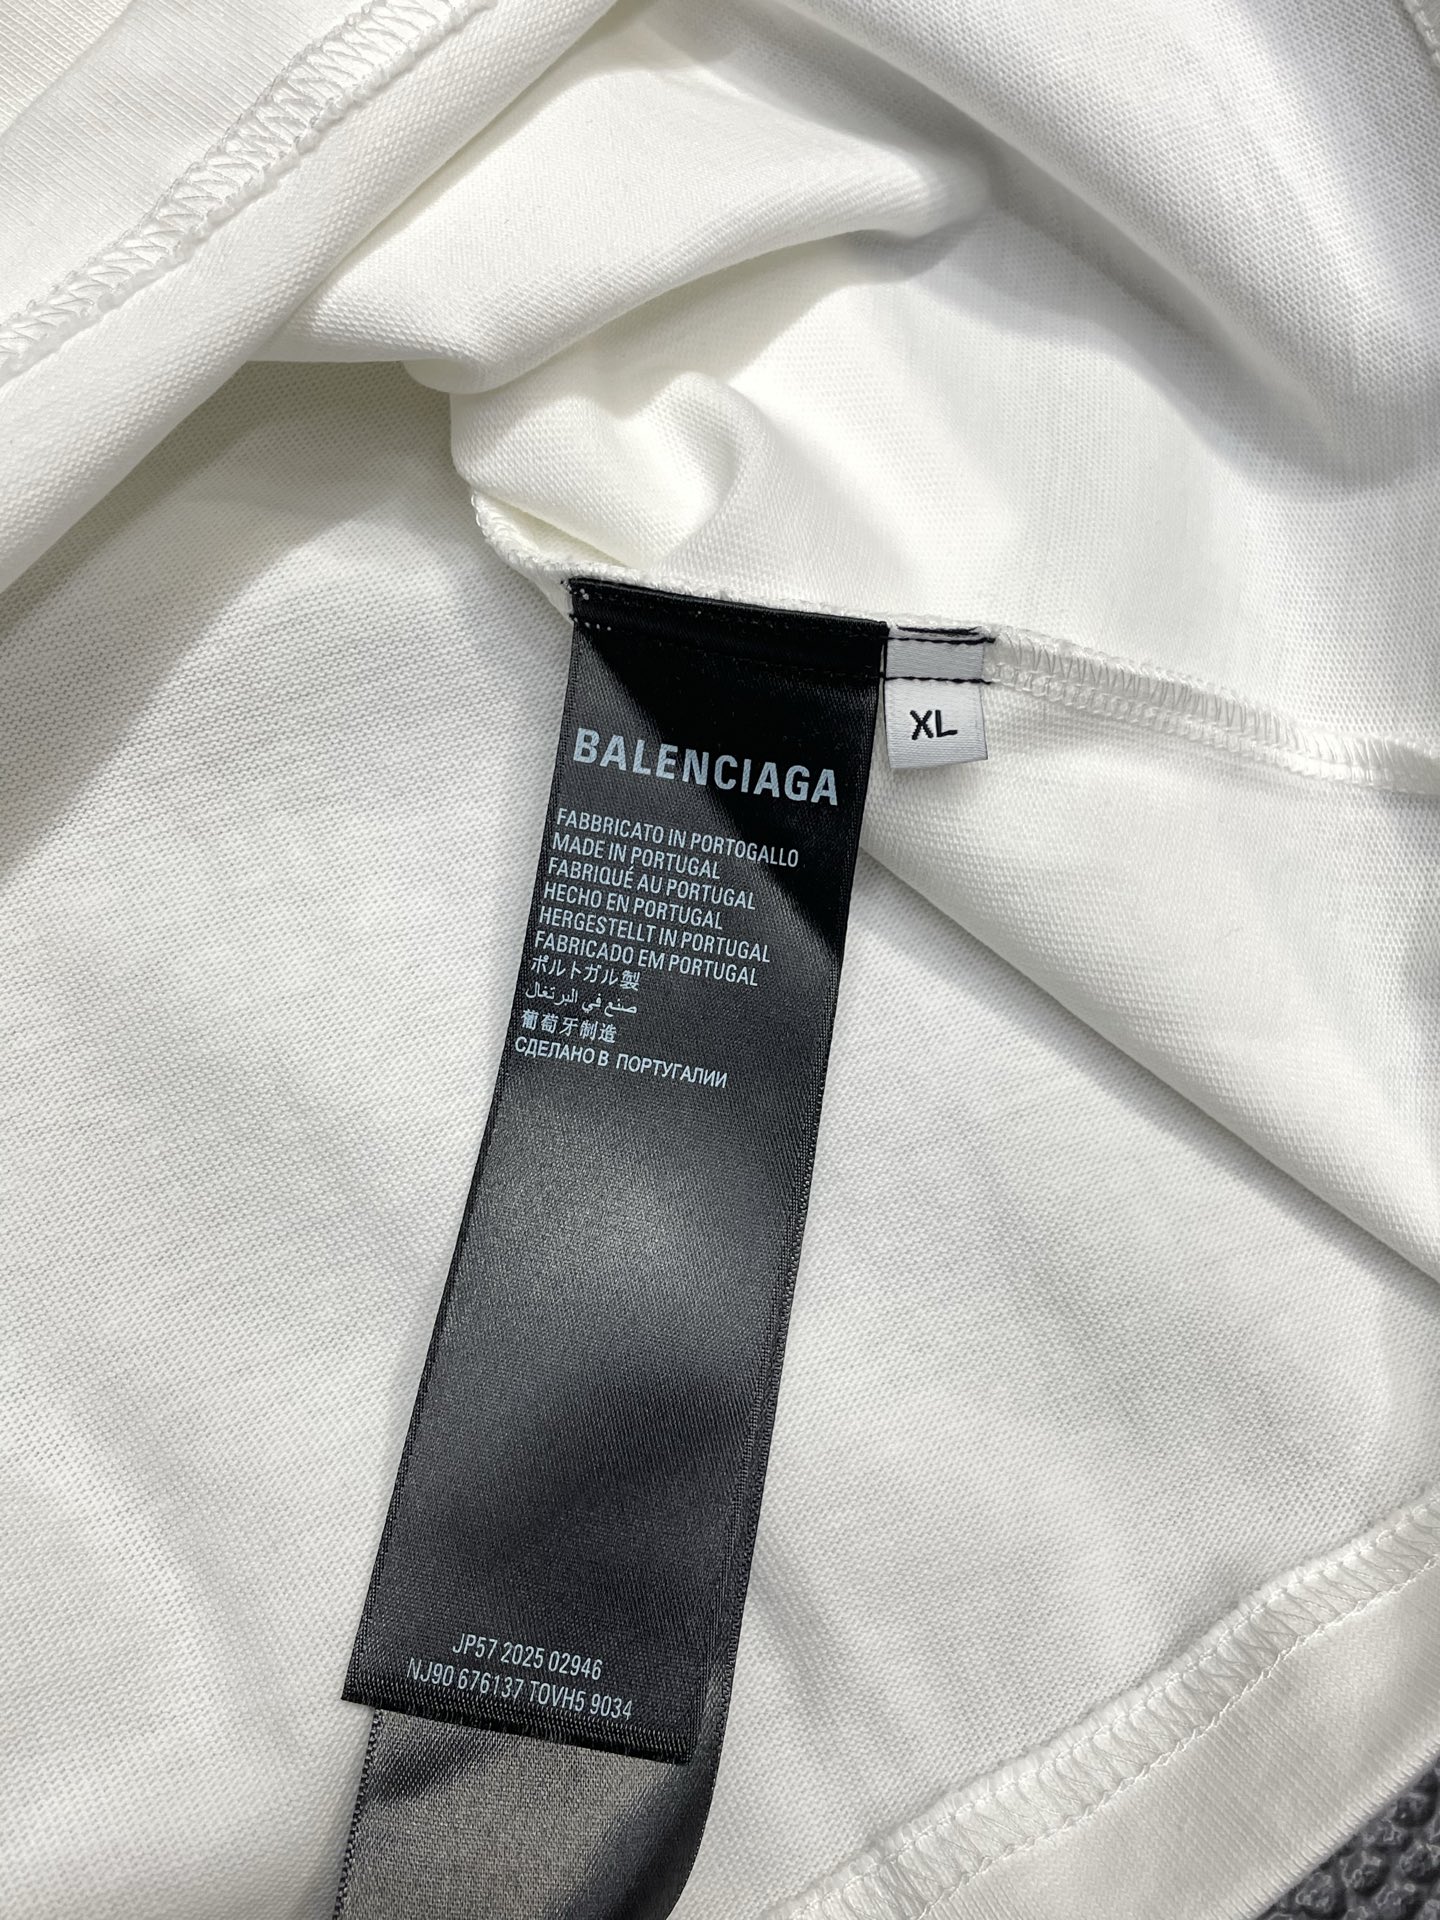 BALENCIAGA
XL
FABBRICATO IN PORTOGALLO
MADE IN PORTUGAL
FABRIQUÉ AU PORTUGAL
HECHO EN PORTUGAL
HERGESTELLT IN PORTUGAL
FABRICADO EM PORTUGAL
ポルトガル製
صنع في البرتغال
葡萄牙制造
СДЕЛАНО В ПОРТУГАЛИИ
JP57 2025 02946
NJ90 676137 TOVH5 9034